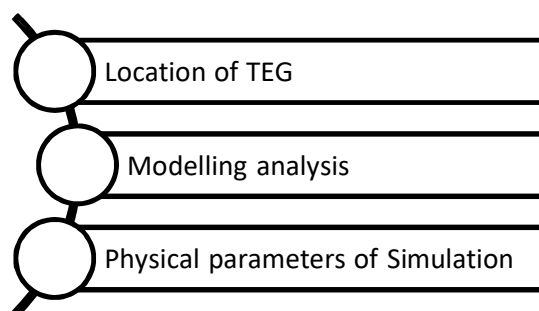 Location of TEG
Modelling analysis
Physical parameters of Simulation